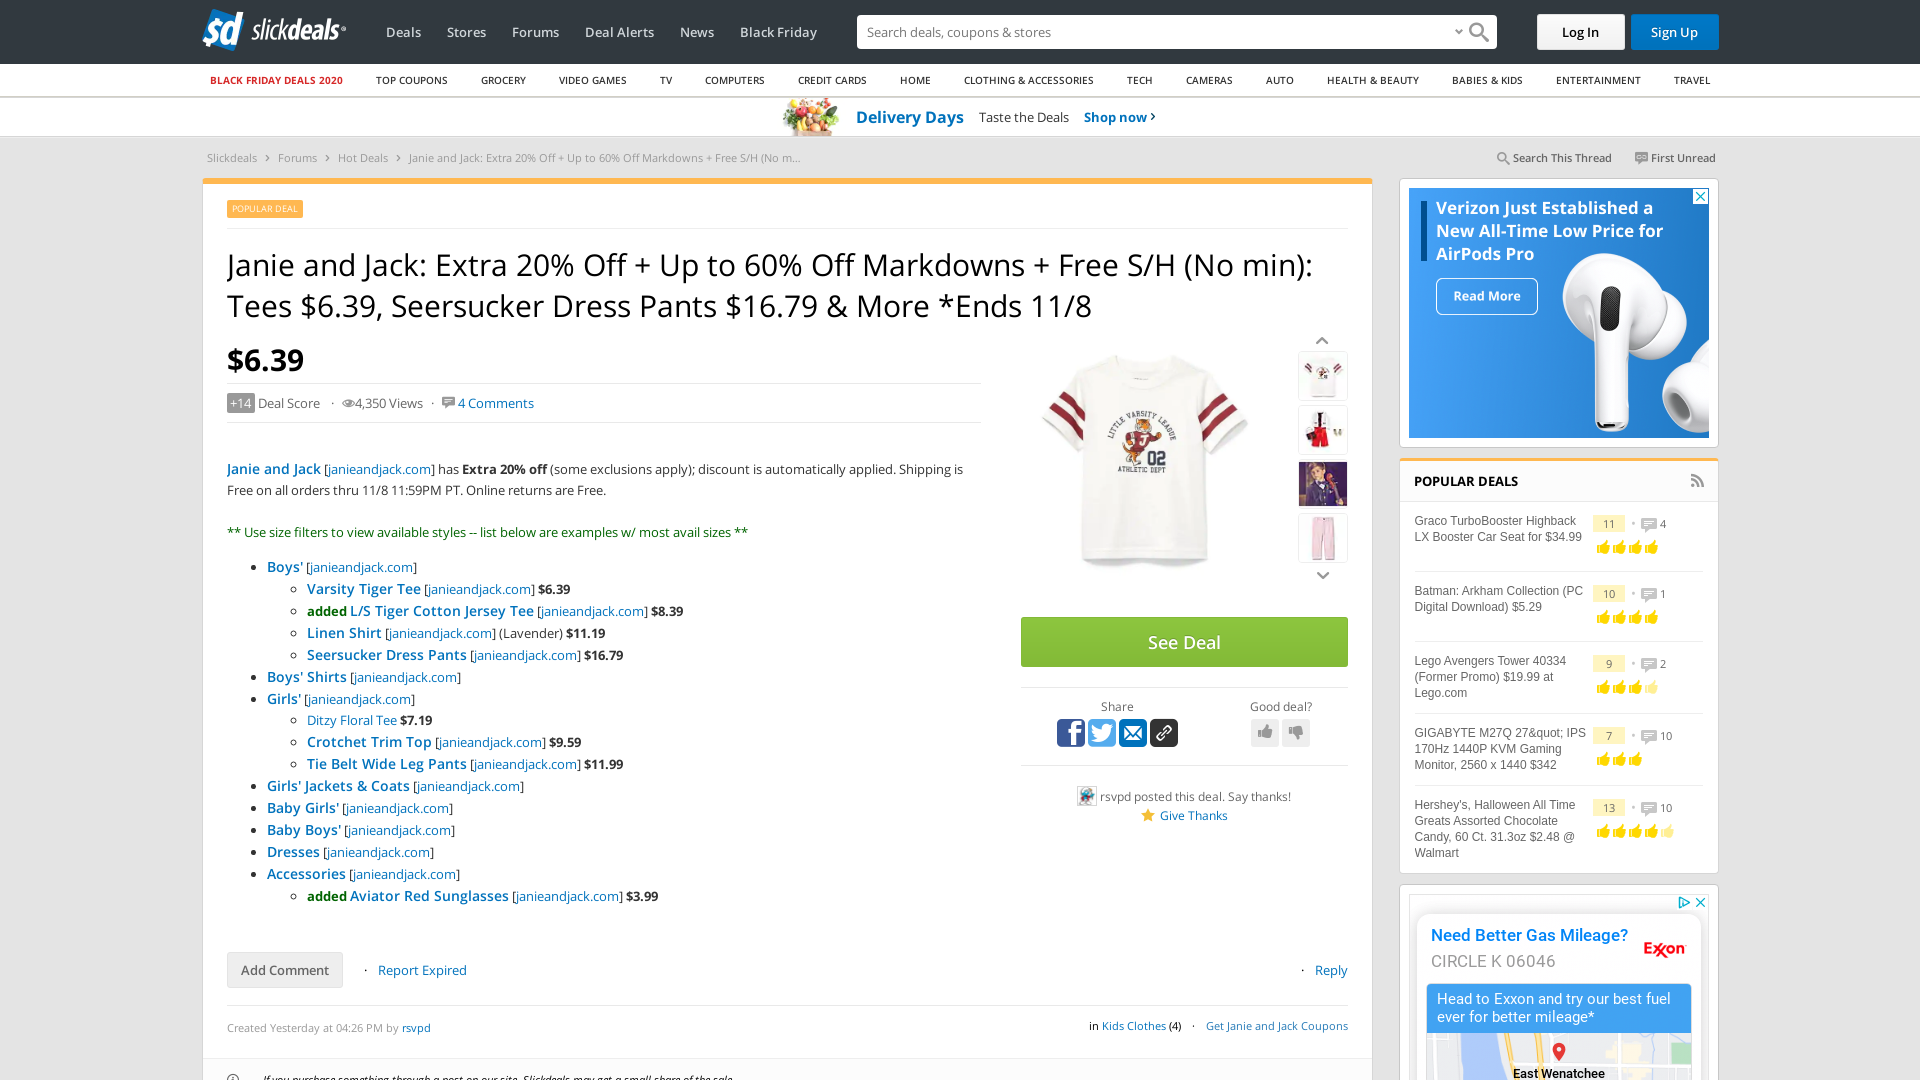 slickdeals
Deals
Stores
Forums
Deal Alerts
News
Black Friday
Search deals, coupons & stores
Log In
Sign Up
BLACK FRIDAY DEALS 2020
TOP COUPONS
GROCERY
VIDEO GAMES
TV
COMPUTERS
CREDIT CARDS
HOME
CLOTHING & ACCESSORIES
TECH
CAMERAS
AUTO
HEALTH & BEAUTY
BABIES & KIDS
ENTERTAINMENT
TRAVEL
Delivery Days Taste the Deals Shop now
Slickdeals > Forums > Hot Deals > Janie and Jack: Extra 20% Off + Up to 60% Off Markdowns + Free S/H (No m...
Search This Thread
First Unread
POPULAR DEAL
Janie and Jack: Extra 20% Off + Up to 60% Off Markdowns + Free S/H (No min):
Tees $6.39, Seersucker Dress Pants $16.79 & More *Ends 11/8
$6.39
+14 Deal Score · 4,350 Views · 4 Comments
Janie and Jack [janieandjack.com] has Extra 20% off (some exclusions apply); discount is automatically applied. Shipping is
Free on all orders thru 11/8 11:59PM PT. Online returns are Free.
** Use size filters to view available styles -- list below are examples w/ most avail sizes **
Boys' [janieandjack.com]
Varsity Tiger Tee [janieandjack.com] $6.39
added L/S Tiger Cotton Jersey Tee [janieandjack.com] $8.39
Linen Shirt [janieandjack.com] (Lavender) $11.19
Seersucker Dress Pants [janieandjack.com] $16.79
Boys' Shirts [janieandjack.com]
Girls' [janieandjack.com]
Ditzy Floral Tee $7.19
Crotchet Trim Top [janieandjack.com] $9.59
Tie Belt Wide Leg Pants [janieandjack.com] $11.99
Girls' Jackets & Coats [janieandjack.com]
Baby Girls' [janieandjack.com]
Baby Boys' [janieandjack.com]
Dresses [janieandjack.com]
Accessories [janieandjack.com]
added Aviator Red Sunglasses [janieandjack.com] $3.99
LITTLE VARSITY LEAGUE
J
02
ATHLETIC DEPT
See Deal
Share
Good deal?
rsvpd posted this deal. Say thanks!
Give Thanks
Add Comment
· Report Expired
· Reply
Created Yesterday at 04:26 PM by rsvpd
in Kids Clothes (4) · Get Janie and Jack Coupons
If you purchase something through a post on our site, Slickdeals may get a small share of the sale.
Verizon Just Established a
New All-Time Low Price for
AirPods Pro
Read More
POPULAR DEALS
Graco TurboBooster Highback
LX Booster Car Seat for $34.99
11 · 4
Batman: Arkham Collection (PC
Digital Download) $5.29
10 · 1
Lego Avengers Tower 40334
(Former Promo) $19.99 at
Lego.com
9 · 2
GIGABYTE M27Q 27&quot; IPS
170Hz 1440P KVM Gaming
Monitor, 2560 x 1440 $342
7 · 10
Hershey's, Halloween All Time
Greats Assorted Chocolate
Candy, 60 Ct. 31.3oz $2.48 @
Walmart
13 · 10
Need Better Gas Mileage?
CIRCLE K 06046
Exxon
Head to Exxon and try our best fuel
ever for better mileage*
East Wenatchee